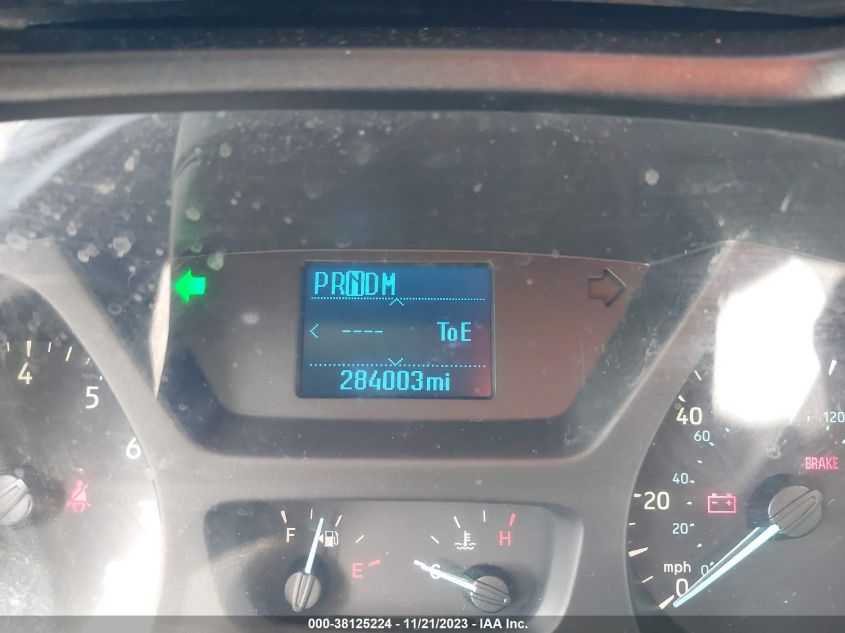 PRNDM
< ---- ToE
284003mi
4
5
6
F
E
C
H
40
60
120
40
20
20
mph
0
0
BRAKE
- +
000-38125224 - 11/21/2023 - IAA Inc.